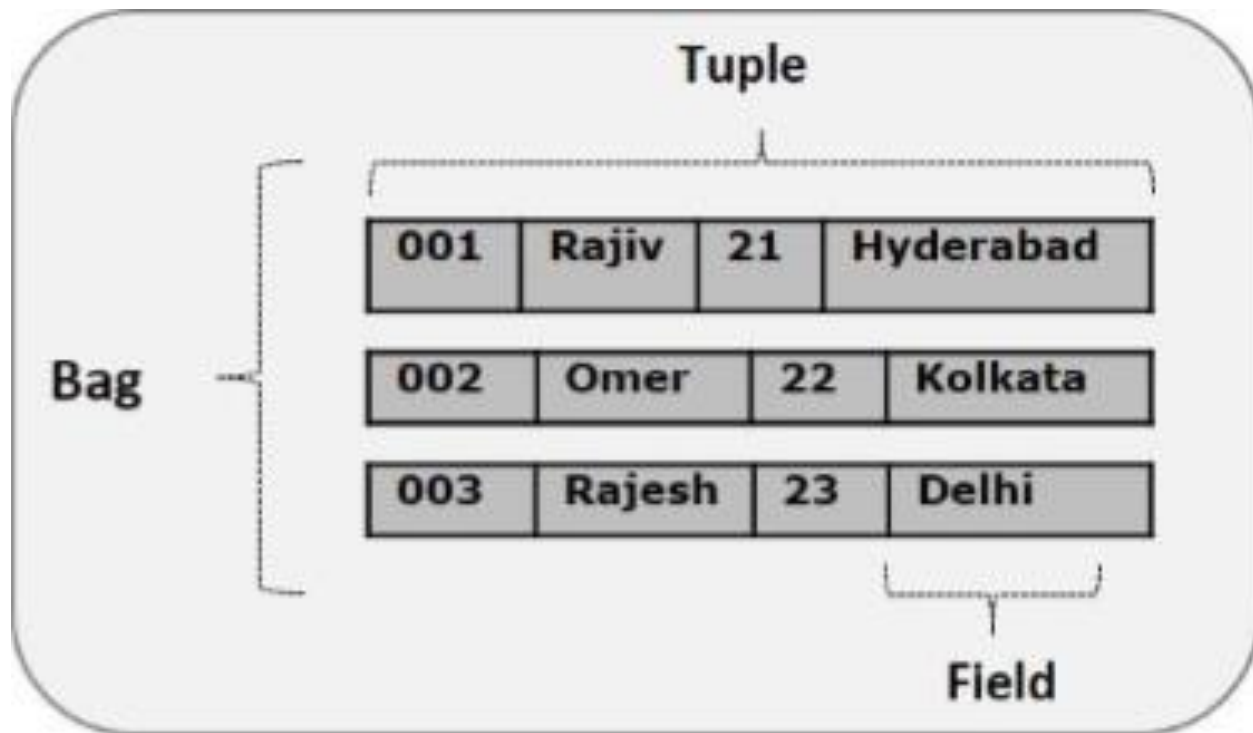 Tuple
001 Rajiv 21 Hyderabad
Bag
002 Omer 22 Kolkata
003 Rajesh 23 Delhi
Field